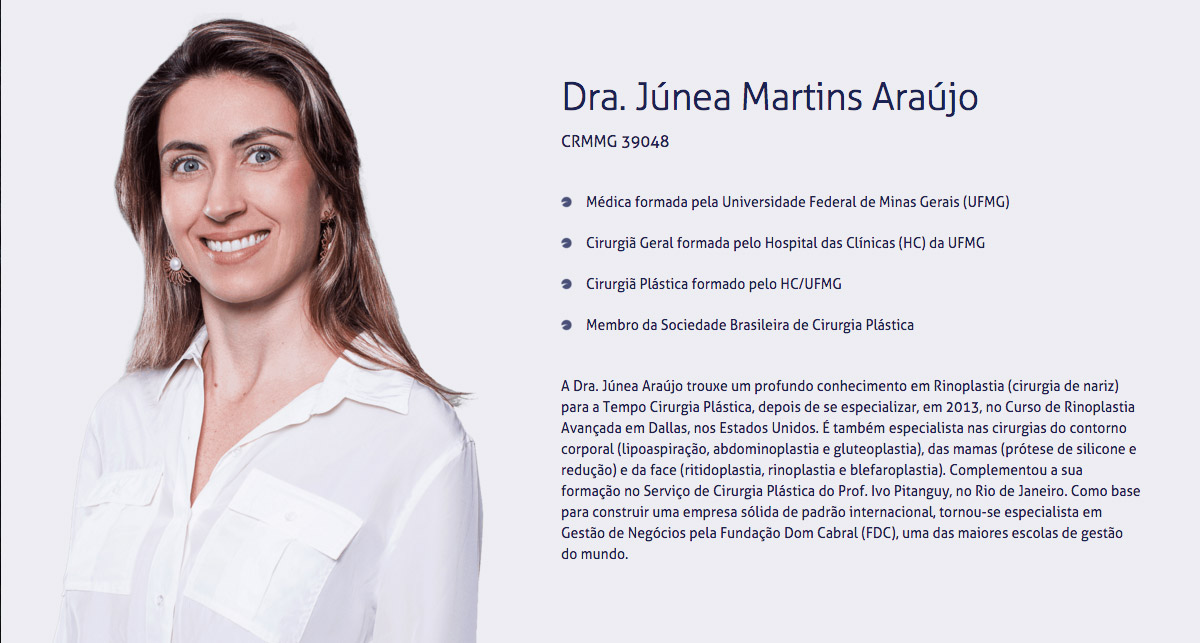 Dra. Júnea Martins Araújo
CRMMG 39048
Médica formada pela Universidade Federal de Minas Gerais (UFMG)
Cirurgiã Geral formada pelo Hospital das Clínicas (HC) da UFMG
Cirurgiã Plástica formado pelo HC/UFMG
Membro da Sociedade Brasileira de Cirurgia Plástica
A Dra. Júnea Araújo trouxe um profundo conhecimento em Rinoplastia (cirurgia de nariz)
para a Tempo Cirurgia Plástica, depois de se especializar, em 2013, no Curso de Rinoplastia
Avançada em Dallas, nos Estados Unidos. É também especialista nas cirurgias do contorno
corporal (lipoaspiração, abdominoplastia e gluteoplastia), das mamas (prótese de silicone e
redução) e da face (ritidoplastia, rinoplastia e blefaroplastia). Complementou a sua
formação no Serviço de Cirurgia Plástica do Prof. Ivo Pitanguy, no Rio de Janeiro. Como base
para construir uma empresa sólida de padrão internacional, tornou-se especialista em
Gestão de Negócios pela Fundação Dom Cabral (FDC), uma das maiores escolas de gestão
do mundo.